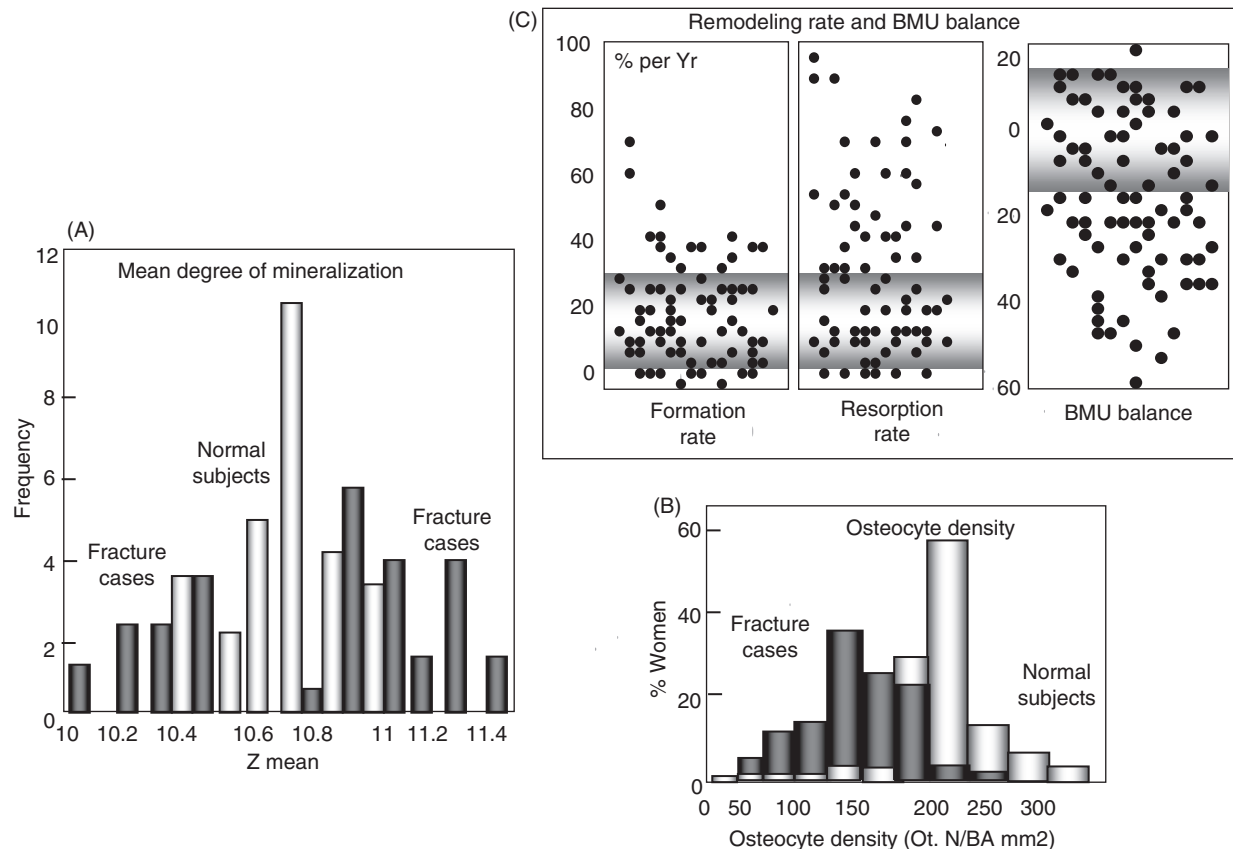 (A)
Mean degree of mineralization
12
10
8
6
4
2
0
Frequency
Fracture
cases
Normal
subjects
Fracture
cases
10 10.2 10.4 10.6 10.8 11 11.2 11.4
Z mean
(C)
Remodeling rate and BMU balance
% per Yr
100
80
60
40
20
0
Formation
rate
Resorption
rate
20
0
20
40
60
BMU balance
(B)
Osteocyte density
60
40
20
0
% Women
Fracture
cases
Normal
subjects
0 50 100 150 200 250 300
Osteocyte density (Ot. N/BA mm2)